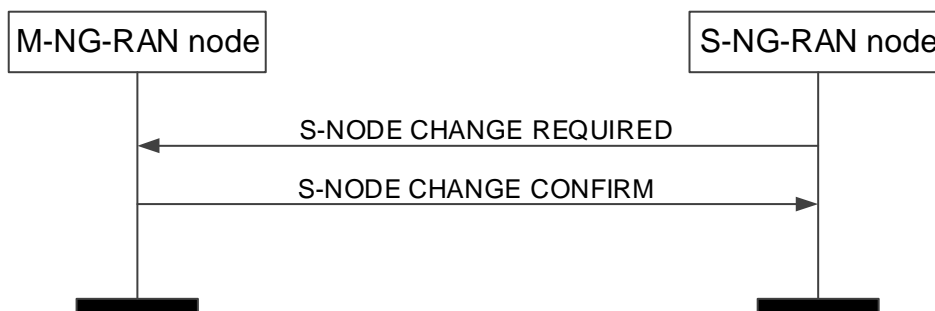 M-NG-RAN node
S-NG-RAN node
S-NODE CHANGE REQUIRED
S-NODE CHANGE CONFIRM